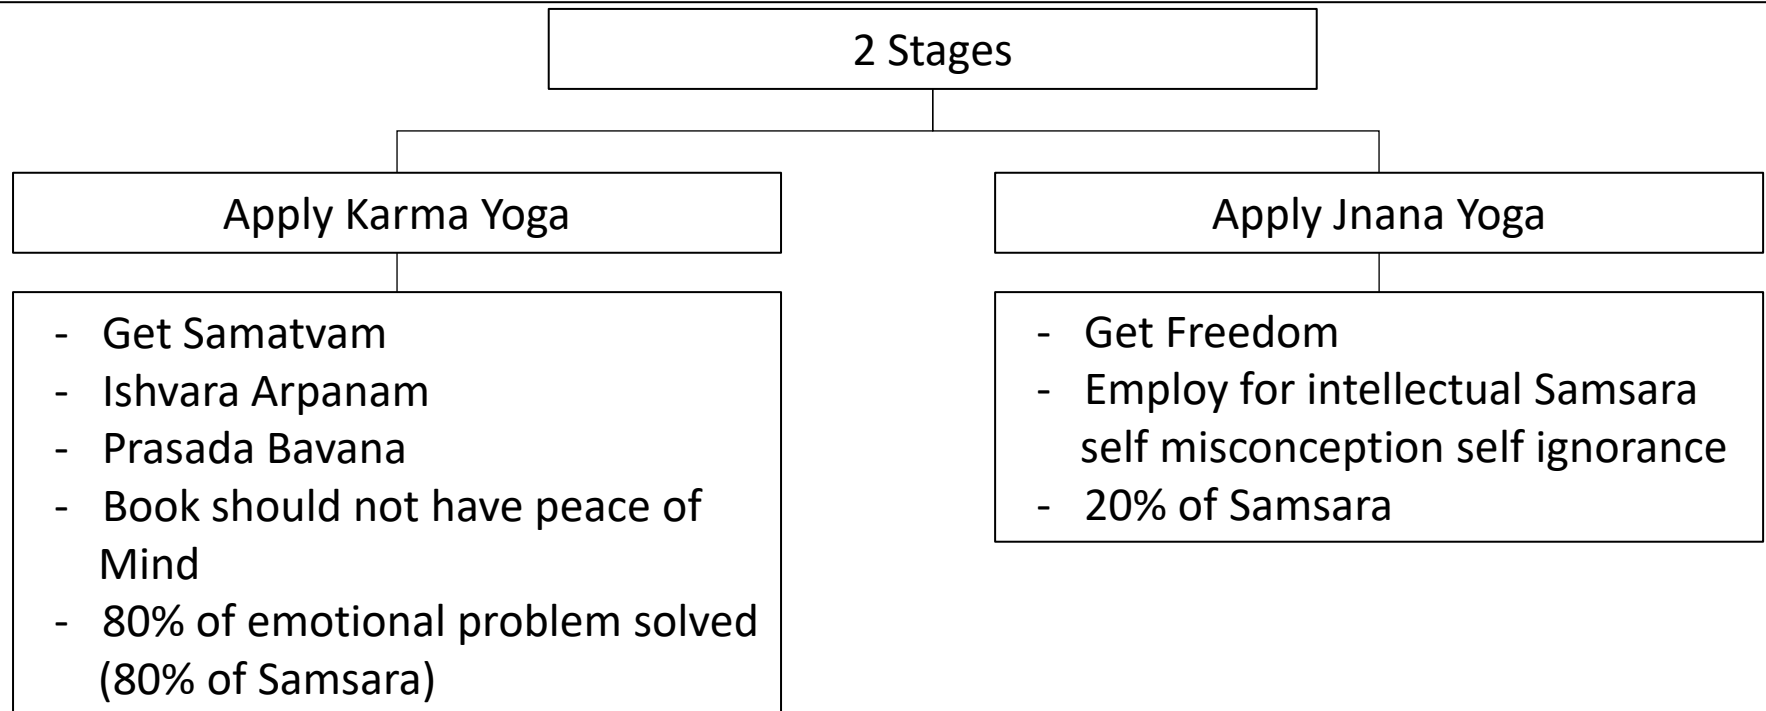 2 Stages
Apply Karma Yoga
- Get Samatvam
- Ishvara Arpanam
- Prasada Bavana
- Book should not have peace of
Mind
- 80% of emotional problem solved
(80% of Samsara)
Apply Jnana Yoga
- Get Freedom
- Employ for intellectual Samsara
self misconception self ignorance
- 20% of Samsara